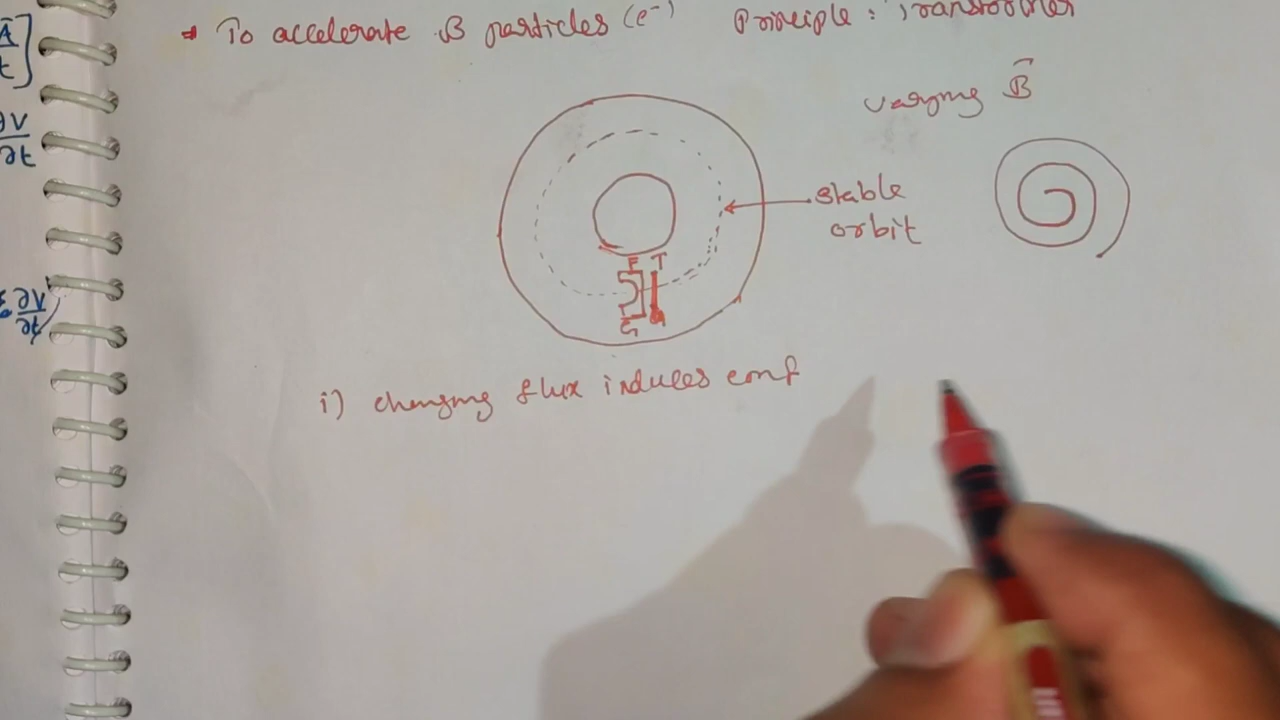 To accelerate β particles (e⁻) Principle : Transformer
varying B⃗
stable
orbit
F T
G
i) changing flux induces emf
∂V
∂t